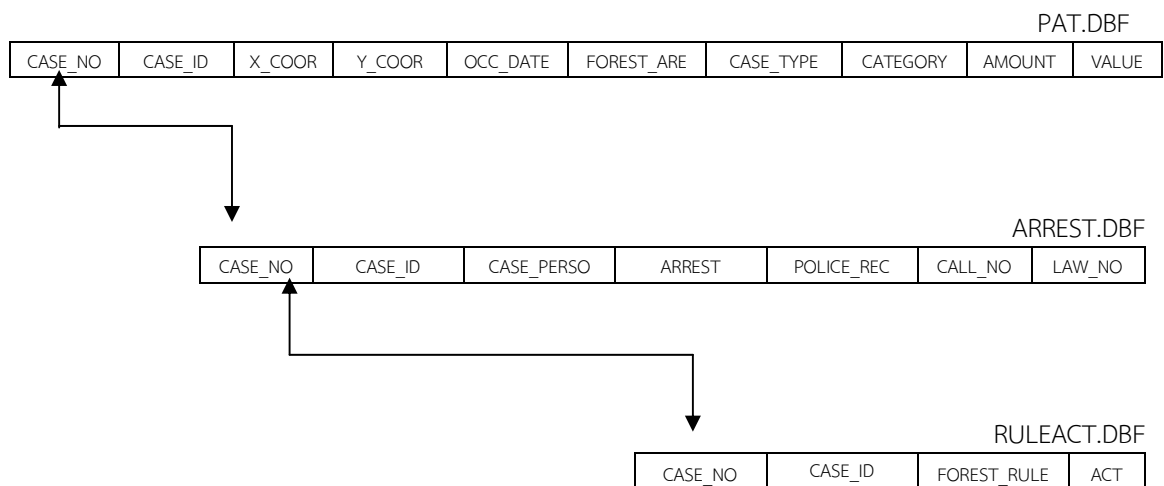 PAT.DBF
CASE_NO CASE_ID X_COOR Y_COOR OCC_DATE FOREST_ARE CASE_TYPE CATEGORY AMOUNT VALUE
ARREST.DBF
CASE_NO CASE_ID CASE_PERSO ARREST POLICE_REC CALL_NO LAW_NO
RULEACT.DBF
CASE_NO CASE_ID FOREST_RULE ACT